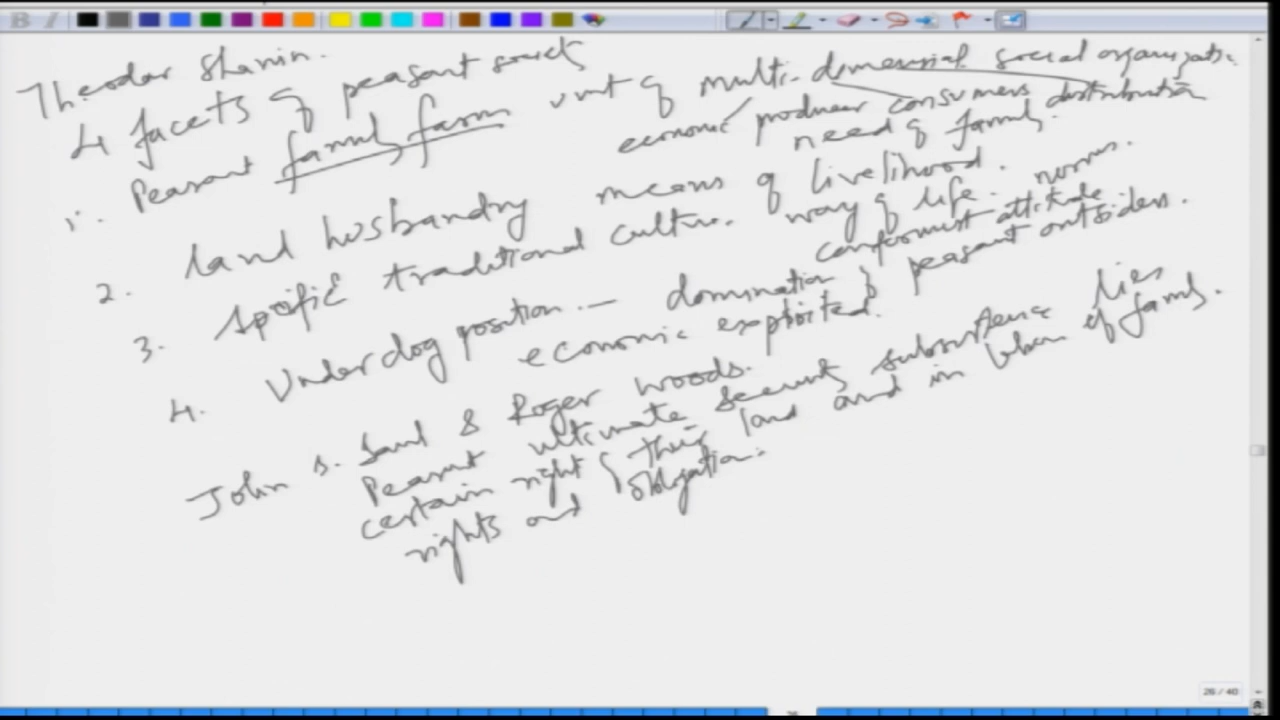 Theodor Shanin.
4 facets of peasant society
1. Peasant family farm unit of multi-dimensional social organization
economic producer consumers distribution
need of family.
2. land husbandry means of livelihood.
3. specific traditional culture. way of life. norms.
conformist attitude
4. Underdog position. — domination of peasant outsiders.
economic exploited.
John S. Saul & Roger Woods.
Peasant ultimate security subsistence lies
certain right of their land and in labour of family.
rights and obligation.
26 / 40
26